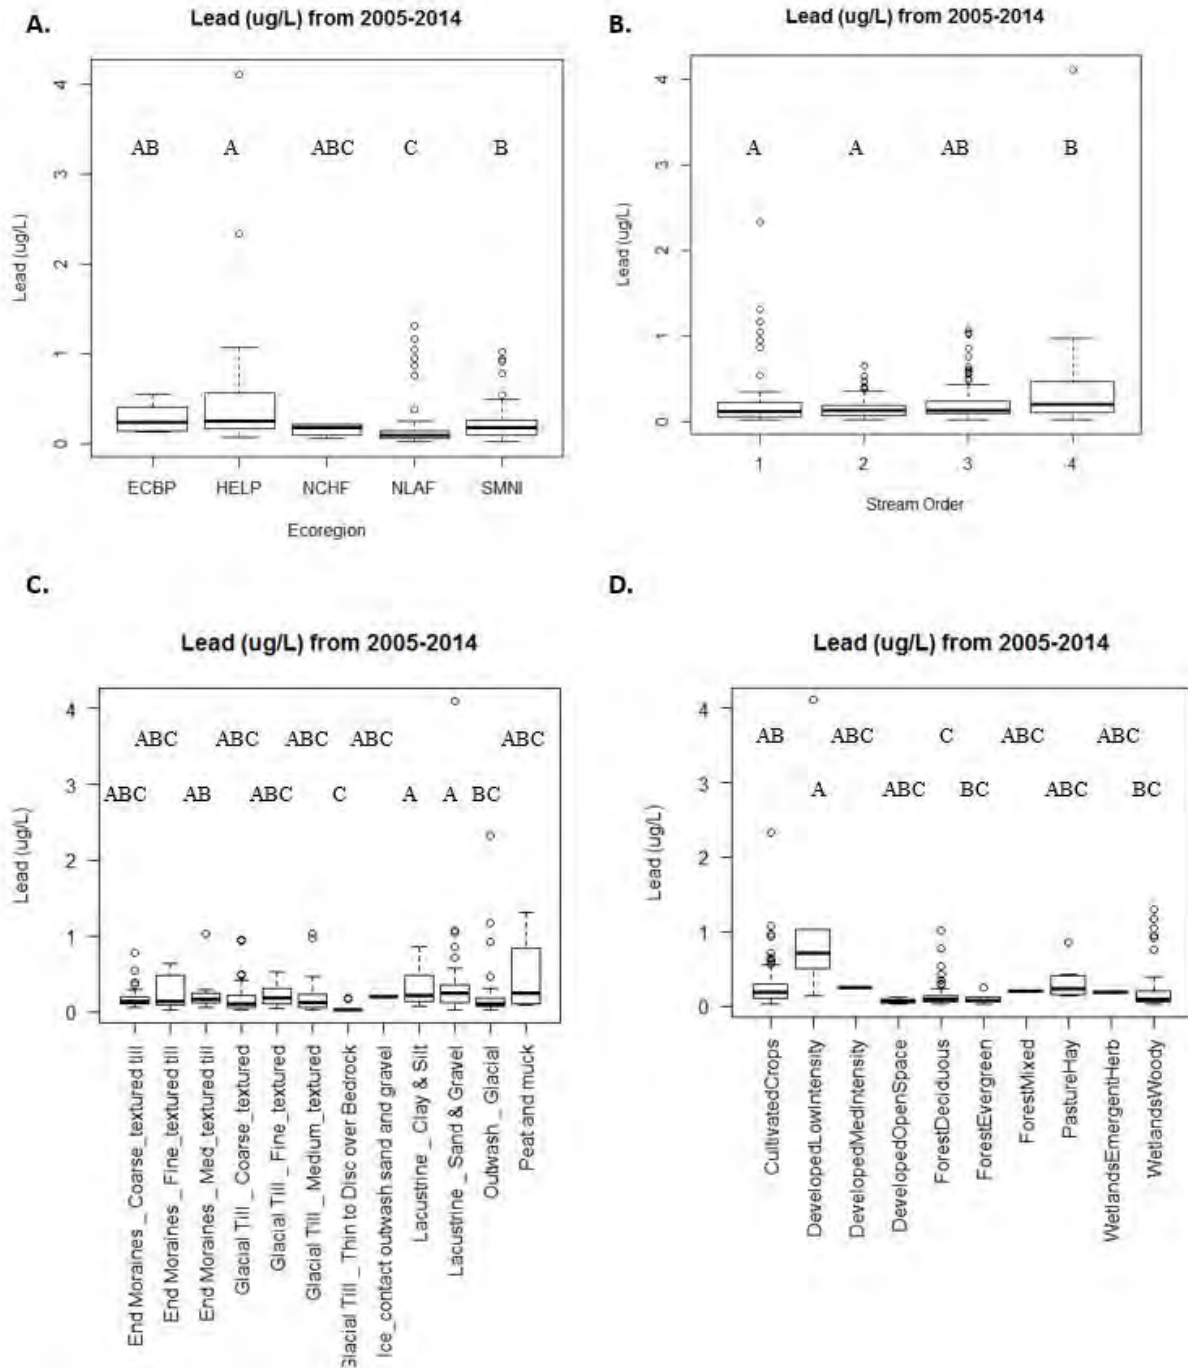 A.
Lead (ug/L) from 2005-2014
4
3
2
1
0
Lead (ug/L)
AB A ABC C B
ECBP HELP NCHF NLAF SMNI
Ecoregion
B.
Lead (ug/L) from 2005-2014
4
3
2
1
0
Lead (ug/L)
A A AB B
1 2 3 4
Stream Order
C.
Lead (ug/L) from 2005-2014
4
3
2
1
0
Lead (ug/L)
ABC ABC ABC ABC ABC
ABC AB ABC C A A BC
End Moraines _ Coarse_textured till
End Moraines _ Fine_textured till
End Moraines _ Med_textured till
Glacial Till _ Coarse_textured
Glacial Till _ Fine_textured
Glacial Till _ Medium_textured
Glacial Till _ Thin to Disc over Bedrock
Ice_contact outwash sand and gravel
Lacustrine _ Clay & Silt
Lacustrine _ Sand & Gravel
Outwash _ Glacial
Peat and muck
D.
Lead (ug/L) from 2005-2014
4
3
2
1
0
Lead (ug/L)
AB ABC C ABC ABC
A ABC BC ABC BC
CultivatedCrops
DevelopedLowIntensity
DevelopedMedIntensity
DevelopedOpenSpace
ForestDeciduous
ForestEvergreen
ForestMixed
PastureHay
WetlandsEmergentHerb
WetlandsWoody